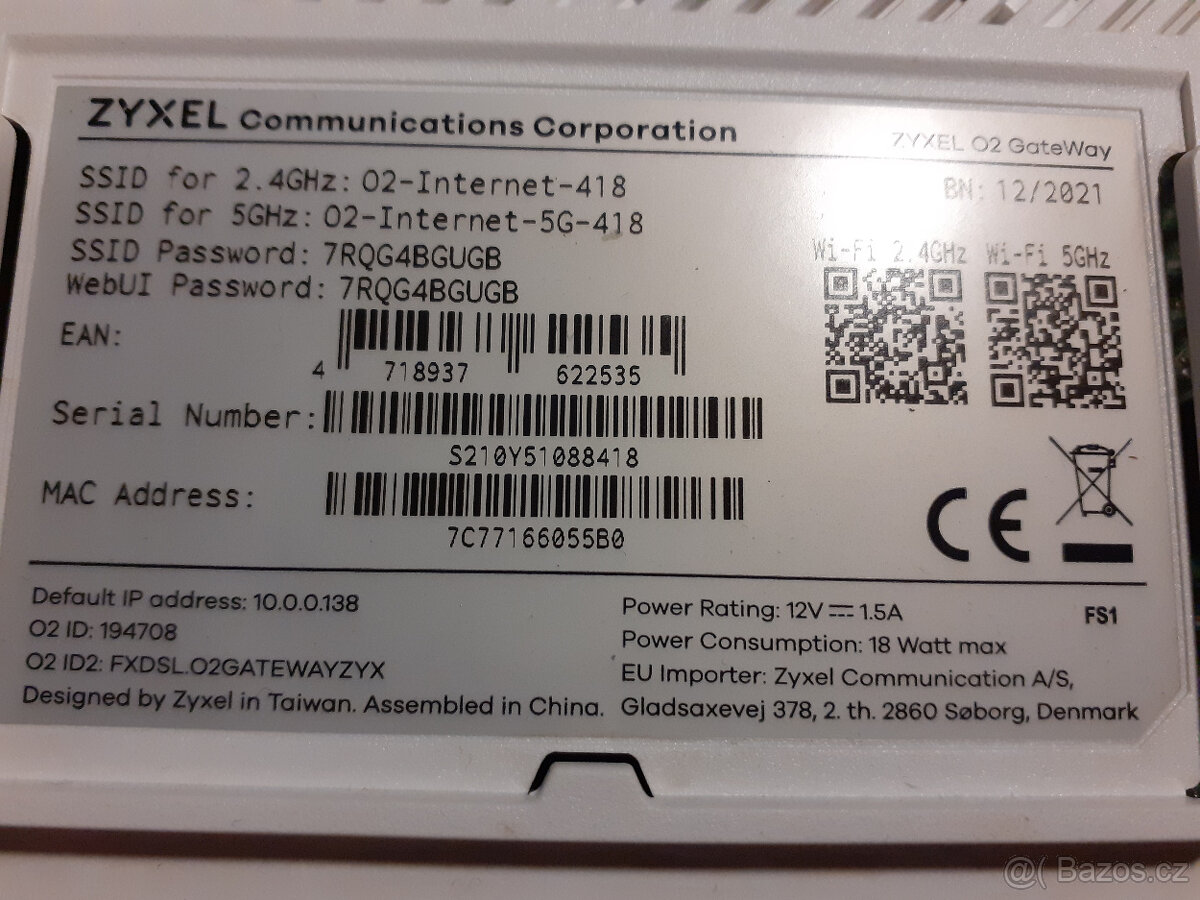 ZYXEL Communications Corporation
ZYXEL O2 GateWay
SSID for 2.4GHz: O2-Internet-418
BN: 12/2021
SSID for 5GHz: O2-Internet-5G-418
SSID Password: 7RQG4BGUGB
Wi-Fi 2.4GHz Wi-Fi 5GHz
WebUI Password: 7RQG4BGUGB
EAN:
4 718937 622535
Serial Number:
S210Y51088418
MAC Address:
7C77166055B0
CE
Default IP address: 10.0.0.138
O2 ID: 194708
O2 ID2: FXDSL.O2GATEWAYZYX
Designed by Zyxel in Taiwan. Assembled in China.
Power Rating: 12V ⎓ 1.5A
FS1
Power Consumption: 18 Watt max
EU Importer: Zyxel Communication A/S,
Gladsaxevej 378, 2. th. 2860 Søborg, Denmark
@( Bazos.cz